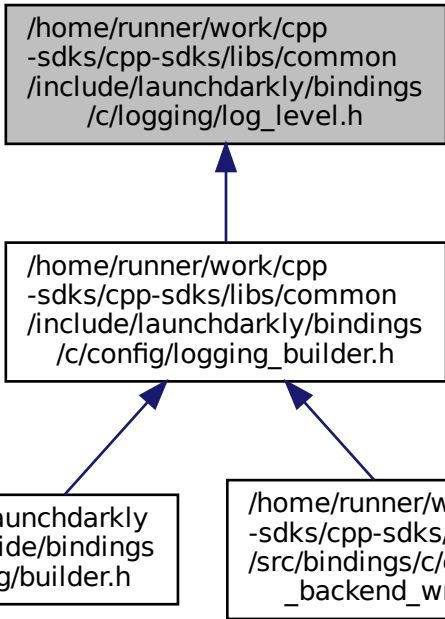 /home/runner/work/cpp
-sdks/cpp-sdks/libs/common
/include/launchdarkly/bindings
/c/logging/log_level.h
/home/runner/work/cpp
-sdks/cpp-sdks/libs/common
/include/launchdarkly/bindings
/c/config/logging_builder.h
aunchdarkly
ide/bindings
g/builder.h
/home/runner/w
-sdks/cpp-sdks/
/src/bindings/c/
_backend_w